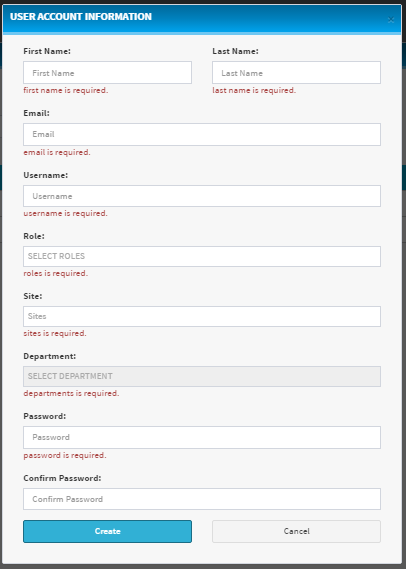 USER ACCOUNT INFORMATION ×
First Name: Last Name:
First Name Last Name
first name is required. last name is required.
Email:
Email
email is required.
Username:
Username
username is required.
Role:
SELECT ROLES
roles is required.
Site:
Sites
sites is required.
Department:
SELECT DEPARTMENT
departments is required.
Password:
Password
password is required.
Confirm Password:
Confirm Password
Create Cancel